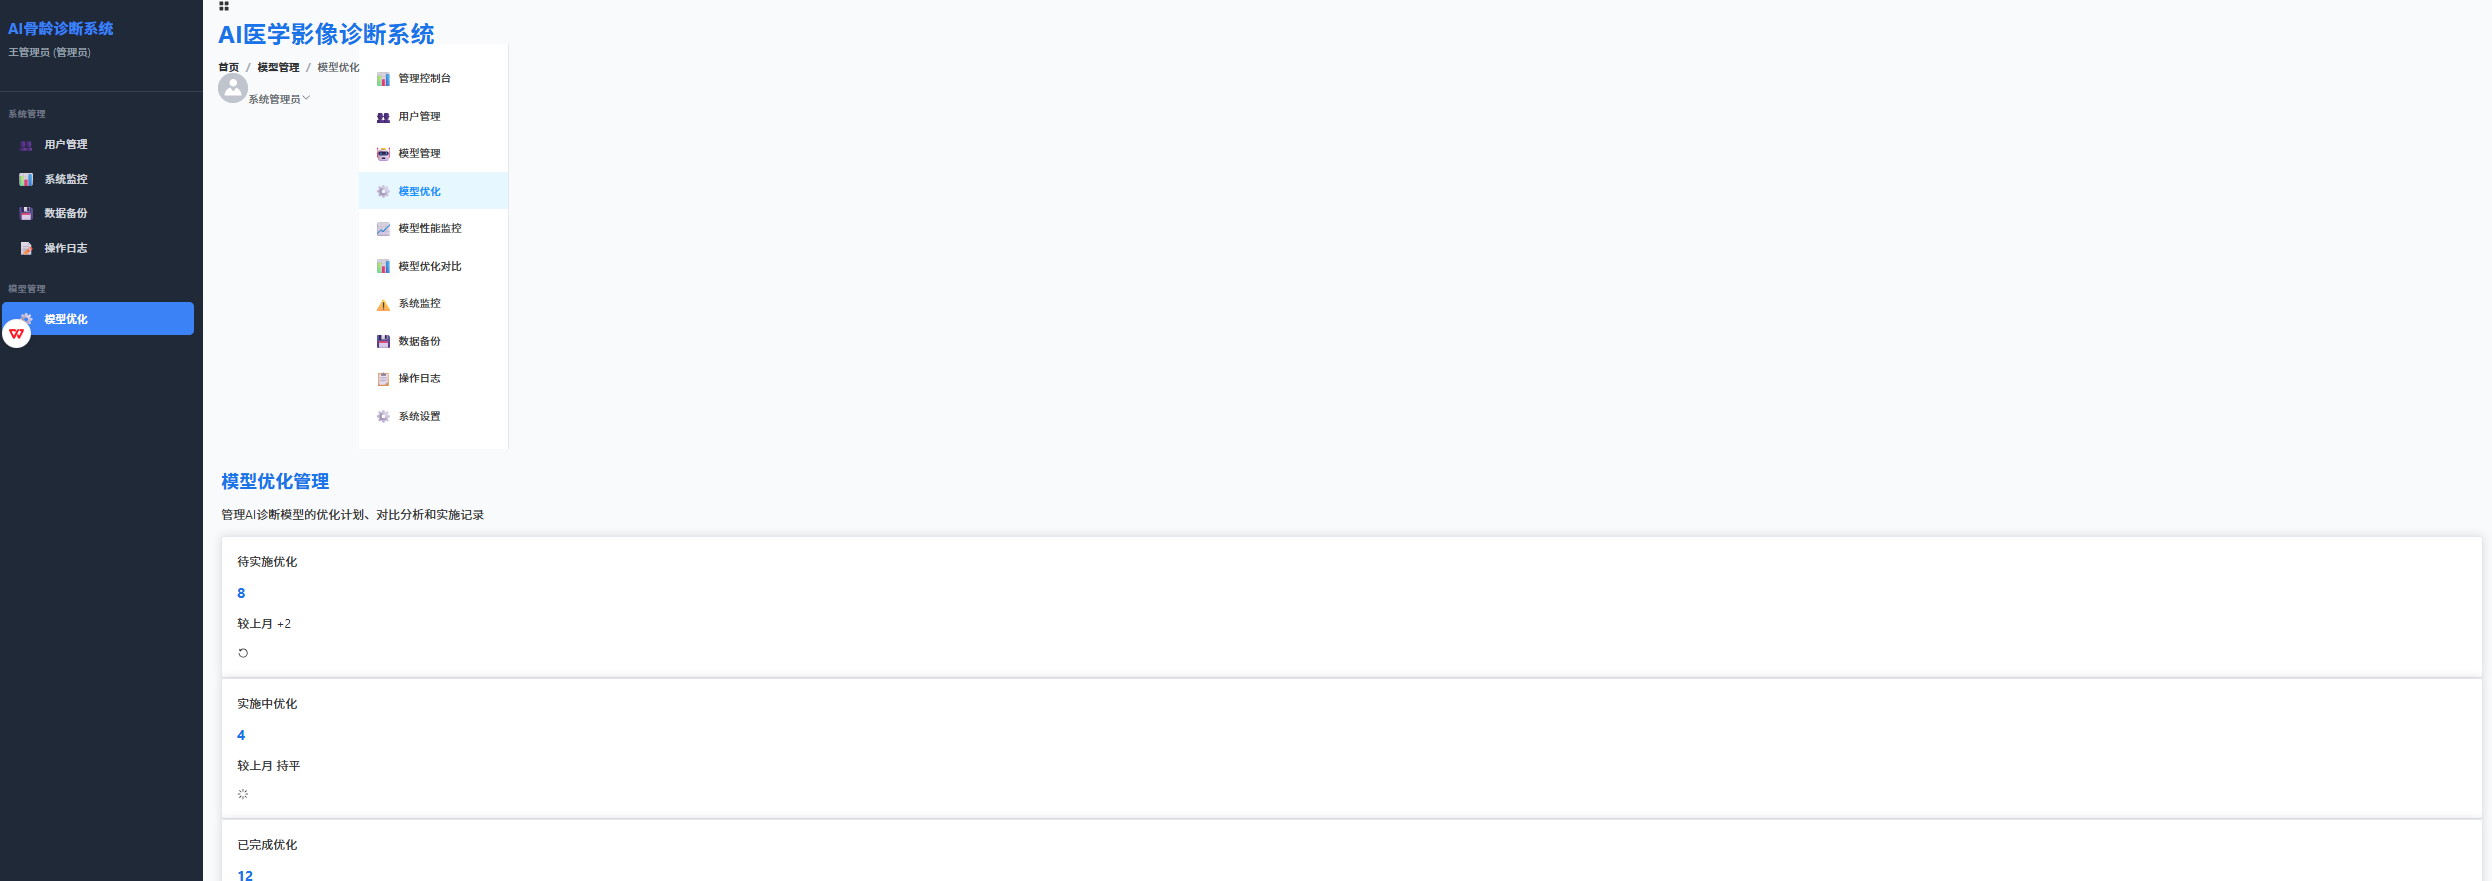 AI骨龄诊断系统
王管理员 (管理员)
系统管理
用户管理
系统监控
数据备份
操作日志
模型管理
模型优化
AI医学影像诊断系统
首页 / 模型管理 / 模型优化
系统管理员
管理控制台
用户管理
模型管理
模型优化
模型性能监控
模型优化对比
系统监控
数据备份
操作日志
系统设置
模型优化管理
管理AI诊断模型的优化计划、对比分析和实施记录
待实施优化
8
较上月 +2
实施中优化
4
较上月 持平
已完成优化
12